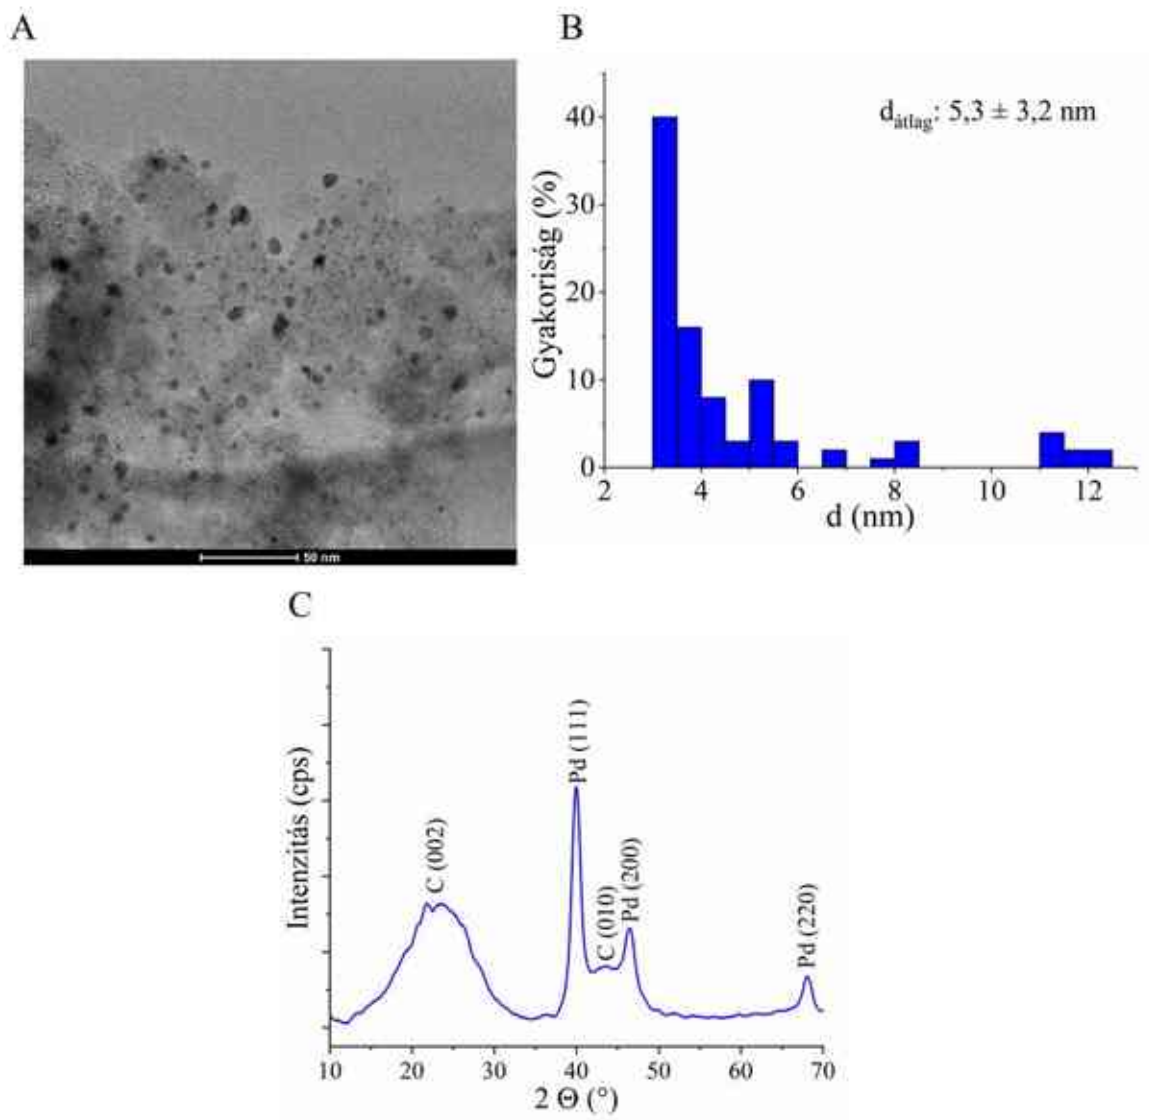 A
50 nm
B
d_átlag: 5,3 ± 3,2 nm
Gyakoriság (%)
40
30
20
10
0
2 4 6 8 10 12
d (nm)
C
Intenzitás (cps)
C (002)
Pd (111)
C (010)
Pd (200)
Pd (220)
10 20 30 40 50 60 70
2 Θ (°)